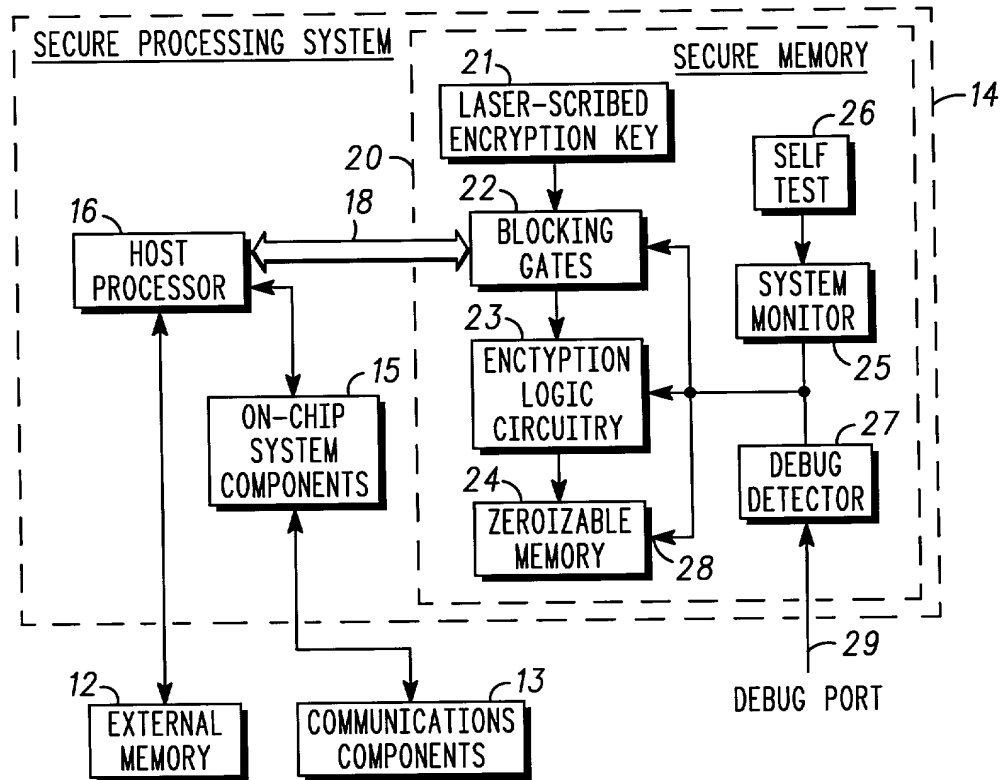 SECURE PROCESSING SYSTEM
SECURE MEMORY
14
21
LASER-SCRIBED
ENCRYPTION KEY
26
SELF
TEST
20
22
BLOCKING
GATES
16
HOST
PROCESSOR
18
SYSTEM
MONITOR
25
23
ENCTYPTION
LOGIC
CIRCUITRY
15
ON-CHIP
SYSTEM
COMPONENTS
27
DEBUG
DETECTOR
24
ZEROIZABLE
MEMORY
28
29
DEBUG PORT
12
EXTERNAL
MEMORY
13
COMMUNICATIONS
COMPONENTS